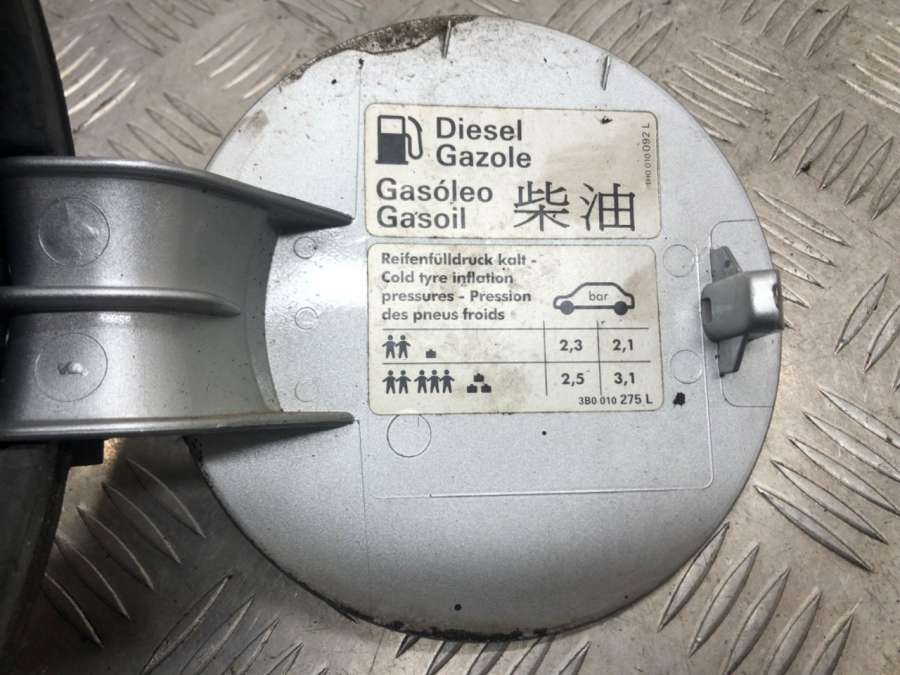 Diesel
Gazole
Gasóleo
Gasoil
柴油
1H0 010 092 L
Reifenfülldruck kalt -
Cold tyre inflation
pressures - Pression
des pneus froids
bar
2,3 2,1
2,5 3,1
3B0 010 275 L